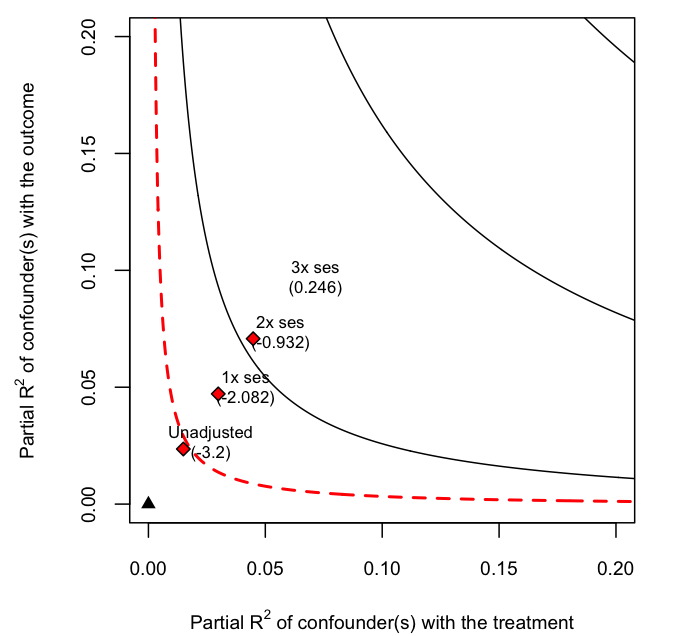 Partial R2 of confounder(s) with the outcome
0.20
0.15
0.10
0.05
0.00
3x ses
(0.246)
2x ses
(-0.932)
1x ses
(-2.082)
Unadjusted
(-3.2)
0.00 0.05 0.10 0.15 0.20
Partial R2 of confounder(s) with the treatment